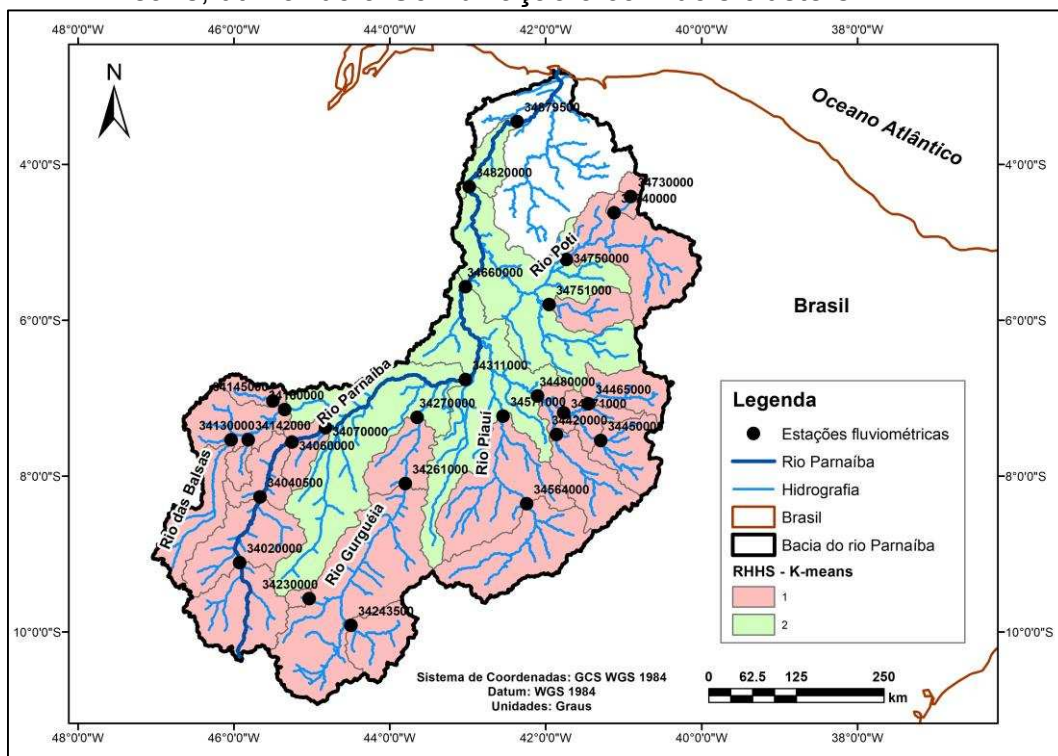 48°0'0"W 46°0'0"W 44°0'0"W 42°0'0"W 40°0'0"W 38°0'0"W
N
Oceano Atlântico
34879500
4°0'0"S 4°0'0"S
34820000
34730000
Rio Poti
34750000
34660000
34751000
Brasil
6°0'0"S 6°0'0"S
34311000
34480000
34465000
Rio Parnaíba
34270000
Rio Piauí
34130000
34142000
34070000
34420000
34450000
34060000
8°0'0"S 8°0'0"S
Rio das Balsas
34261000
34040500
34564000
Rio Gurguéia
34020000
34230000
34243500
10°0'0"S 10°0'0"S
Legenda
Estações fluviométricas
Rio Parnaíba
Hidrografia
Brasil
Bacia do rio Parnaíba
RHHS - K-means
1
2
Sistema de Coordenadas: GCS WGS 1984
Datum: WGS 1984
Unidades: Graus
0 62.5 125 250
km
48°0'0"W 46°0'0"W 44°0'0"W 42°0'0"W 40°0'0"W 38°0'0"W